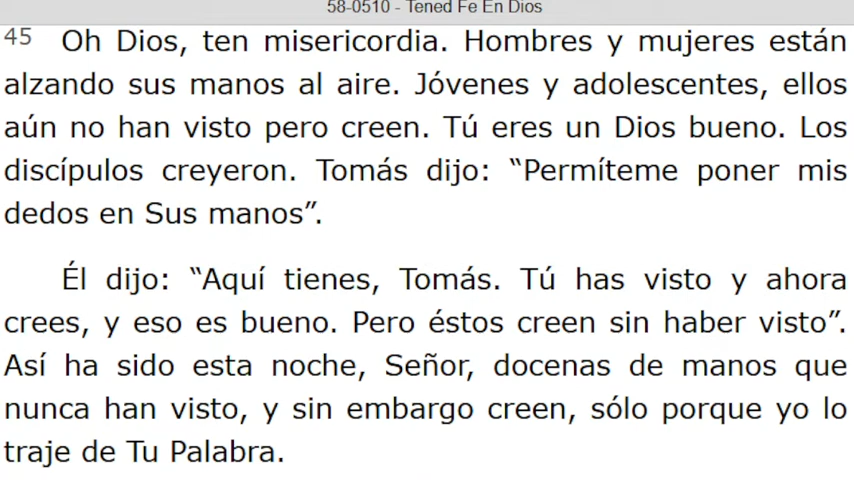 58-0510 - Tened Fe En Dios
45 Oh Dios, ten misericordia. Hombres y mujeres están
alzando sus manos al aire. Jóvenes y adolescentes, ellos
aún no han visto pero creen. Tú eres un Dios bueno. Los
discípulos creyeron. Tomás dijo: “Permíteme poner mis
dedos en Sus manos”.
Él dijo: “Aquí tienes, Tomás. Tú has visto y ahora
crees, y eso es bueno. Pero éstos creen sin haber visto”.
Así ha sido esta noche, Señor, docenas de manos que
nunca han visto, y sin embargo creen, sólo porque yo lo
traje de Tu Palabra.